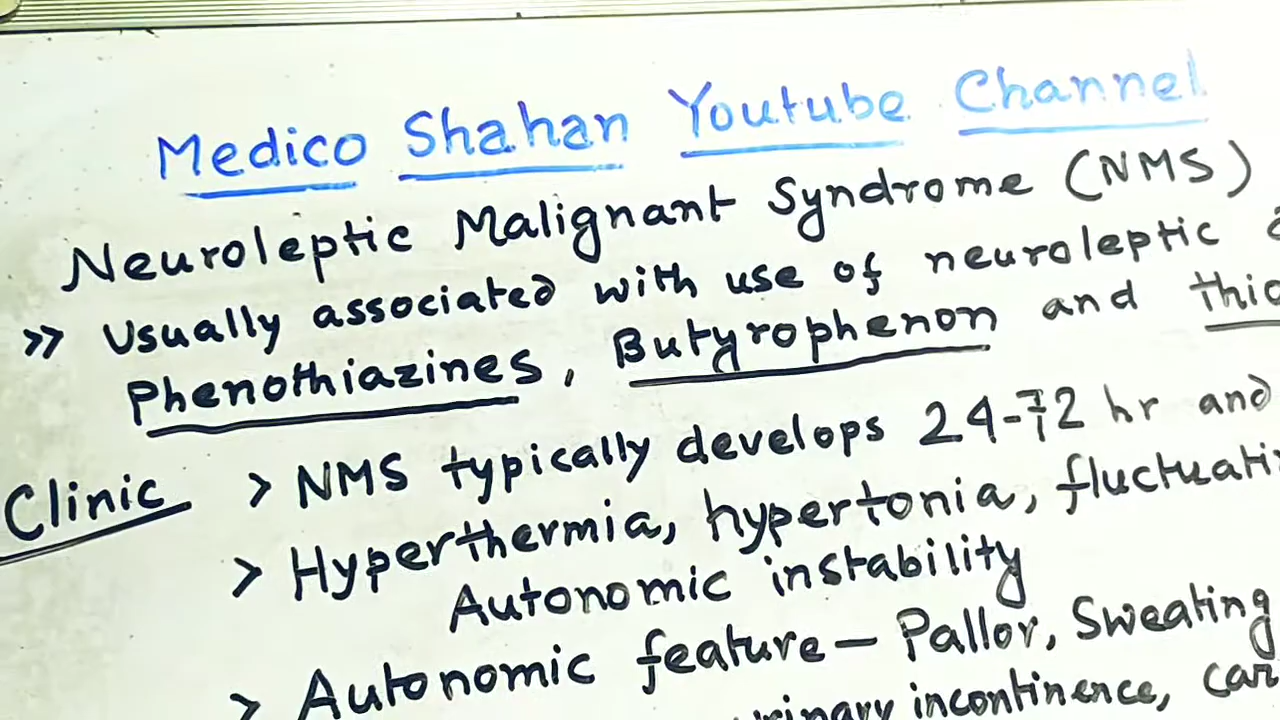 Medico Shahan Youtube Channel
Neuroleptic Malignant Syndrome (NMS)
>> Usually associated with use of neuroleptic
Phenothiazines, Butyrophenon and
Clinic > NMS typically develops 24-72 hr and
> Hyperthermia, hypertonia,
Autonomic instability
> Autonomic feature - Pallor, Sweating
incontinence,